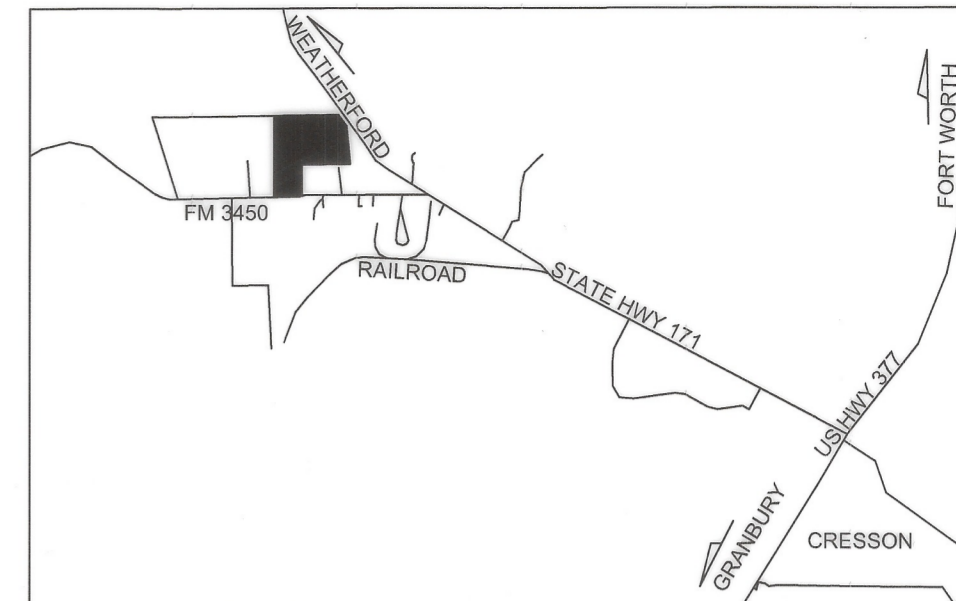 WEATHERFORD
FORT WORTH
FM 3450
RAILROAD
STATE HWY 171
US HWY 377
GRANBURY
CRESSON